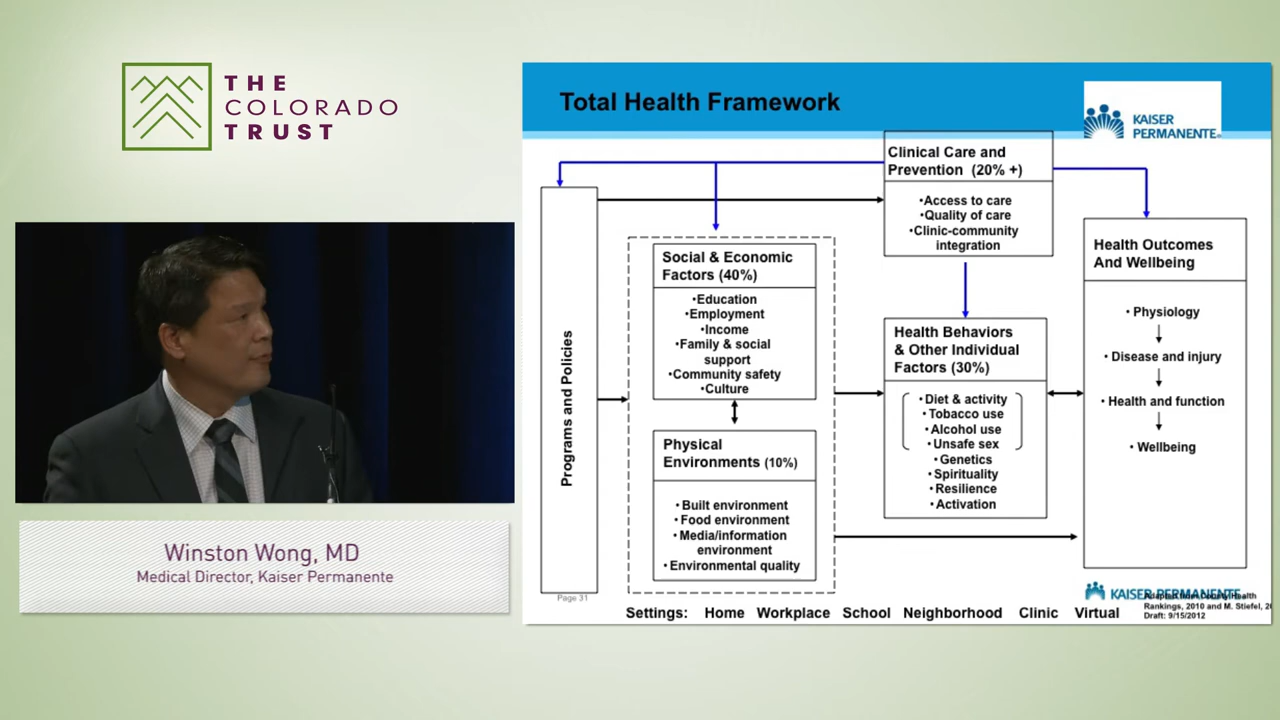 THE
COLORADO
TRUST
Winston Wong, MD
Medical Director, Kaiser Permanente
Total Health Framework
KAISER
PERMANENTE®
Programs and Policies
Social & Economic
Factors (40%)
•Education
•Employment
•Income
•Family & social
support
•Community safety
•Culture
Physical
Environments (10%)
• Built environment
• Food environment
• Media/information
environment
• Environmental quality
Clinical Care and
Prevention (20% +)
•Access to care
•Quality of care
•Clinic-community
integration
Health Behaviors
& Other Individual
Factors (30%)
• Diet & activity
• Tobacco use
• Alcohol use
• Unsafe sex
• Genetics
• Spirituality
• Resilience
• Activation
Health Outcomes
And Wellbeing
• Physiology
• Disease and injury
• Health and function
• Wellbeing
Page 31
Settings: Home Workplace School Neighborhood Clinic Virtual
KAISER PERMANENTE
Health
Rankings, 2010 and M. Stiefel,
Draft: 9/15/2012